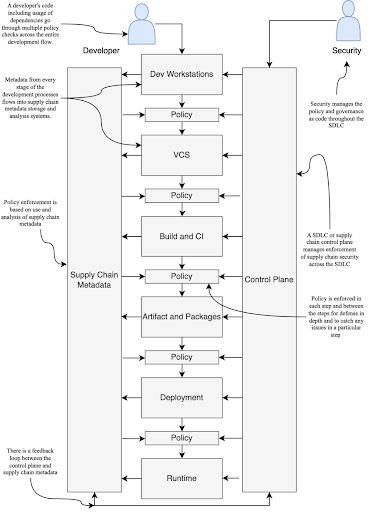 A developer's code
including usage of
dependencies go
through multiple policy
checks across the entire
development flow.
Developer
Security
Metadata from every
stage of the
development processes
flows into supply chain
metadata storage and
analysis systems.
Dev Workstations
Policy
Security manages the
policy and governance
as code throughout the
SDLC
VCS
Policy
Policy enforcement is
based on use and
analysis of supply chain
metadata
Build and CI
A SDLC or supply
chain control plane
manages enforcement
of supply chain security
across the SDLC
Supply Chain
Metadata
Policy
Control Plane
Artifact and Packages
Policy is enforced in
each step and between
the steps for defense in
depth and to catch any
issues in a particular
step
Policy
Deployment
Policy
There is a feedback
loop between the
control plane and
supply chain metadata
Runtime